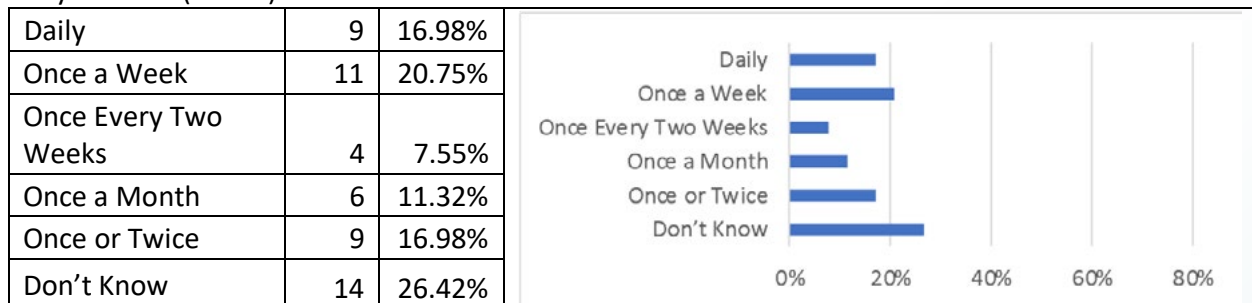 Daily 9 16.98%
Once a Week 11 20.75%
Once Every Two
Weeks 4 7.55%
Once a Month 6 11.32%
Once or Twice 9 16.98%
Don’t Know 14 26.42%
Daily
Once a Week
Once Every Two Weeks
Once a Month
Once or Twice
Don’t Know
0% 20% 40% 60% 80%